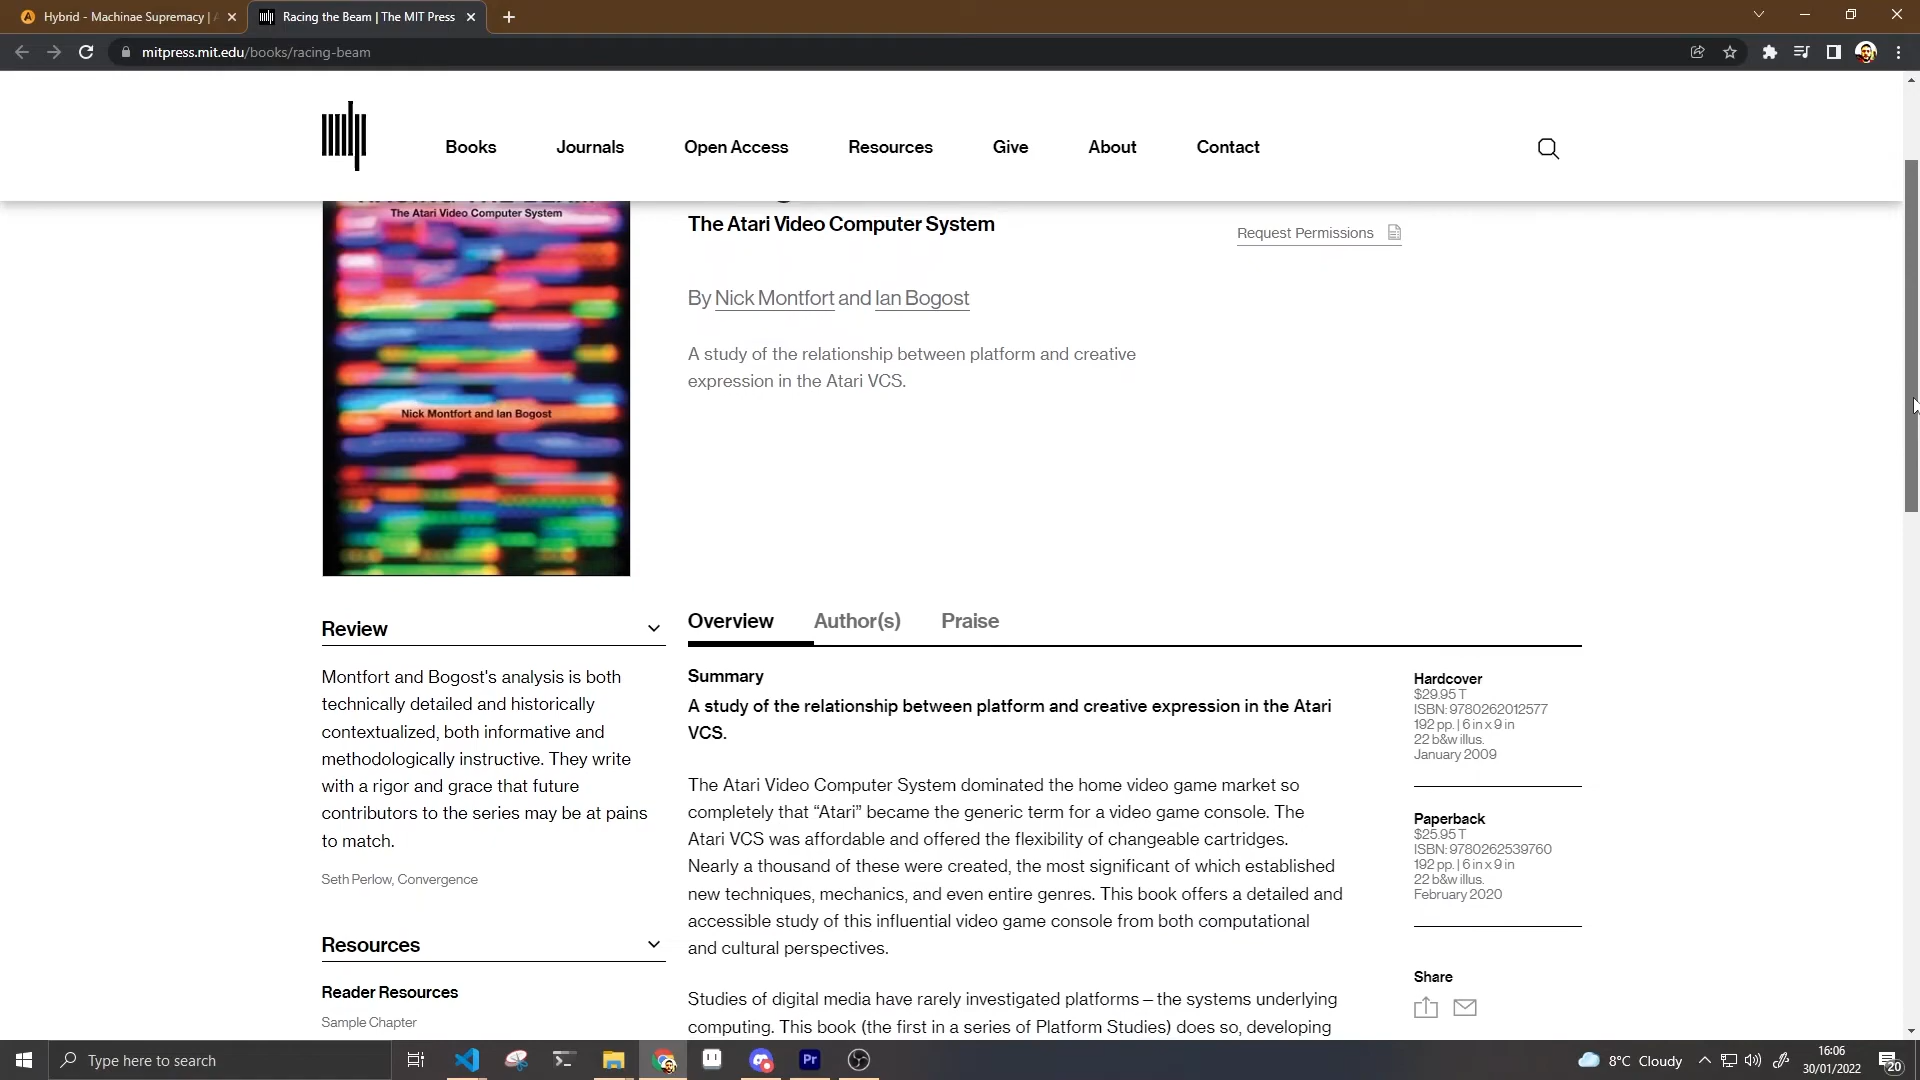 Hybrid - Machinae Supremacy |
Racing the Beam | The MIT Press
mitpress.mit.edu/books/racing-beam
Books
Journals
Open Access
Resources
Give
About
Contact
The Atari Video Computer System
Nick Montfort and Ian Bogost
The Atari Video Computer System
By Nick Montfort and Ian Bogost
A study of the relationship between platform and creative
expression in the Atari VCS.
Request Permissions
Review
Montfort and Bogost's analysis is both
technically detailed and historically
contextualized, both informative and
methodologically instructive. They write
with a rigor and grace that future
contributors to the series may be at pains
to match.
Seth Perlow, Convergence
Resources
Reader Resources
Sample Chapter
Overview
Author(s)
Praise
Summary
A study of the relationship between platform and creative expression in the Atari
VCS.
The Atari Video Computer System dominated the home video game market so
completely that “Atari” became the generic term for a video game console. The
Atari VCS was affordable and offered the flexibility of changeable cartridges.
Nearly a thousand of these were created, the most significant of which established
new techniques, mechanics, and even entire genres. This book offers a detailed and
accessible study of this influential video game console from both computational
and cultural perspectives.
Studies of digital media have rarely investigated platforms – the systems underlying
computing. This book (the first in a series of Platform Studies) does so, developing
Hardcover
$29.95 T
ISBN: 9780262012577
192 pp. | 6 in x 9 in
22 b&w illus.
January 2009
Paperback
$25.95 T
ISBN: 9780262539760
192 pp. | 6 in x 9 in
22 b&w illus.
February 2020
Share
Type here to search
Pr
8°C Cloudy
16:06
30/01/2022
20